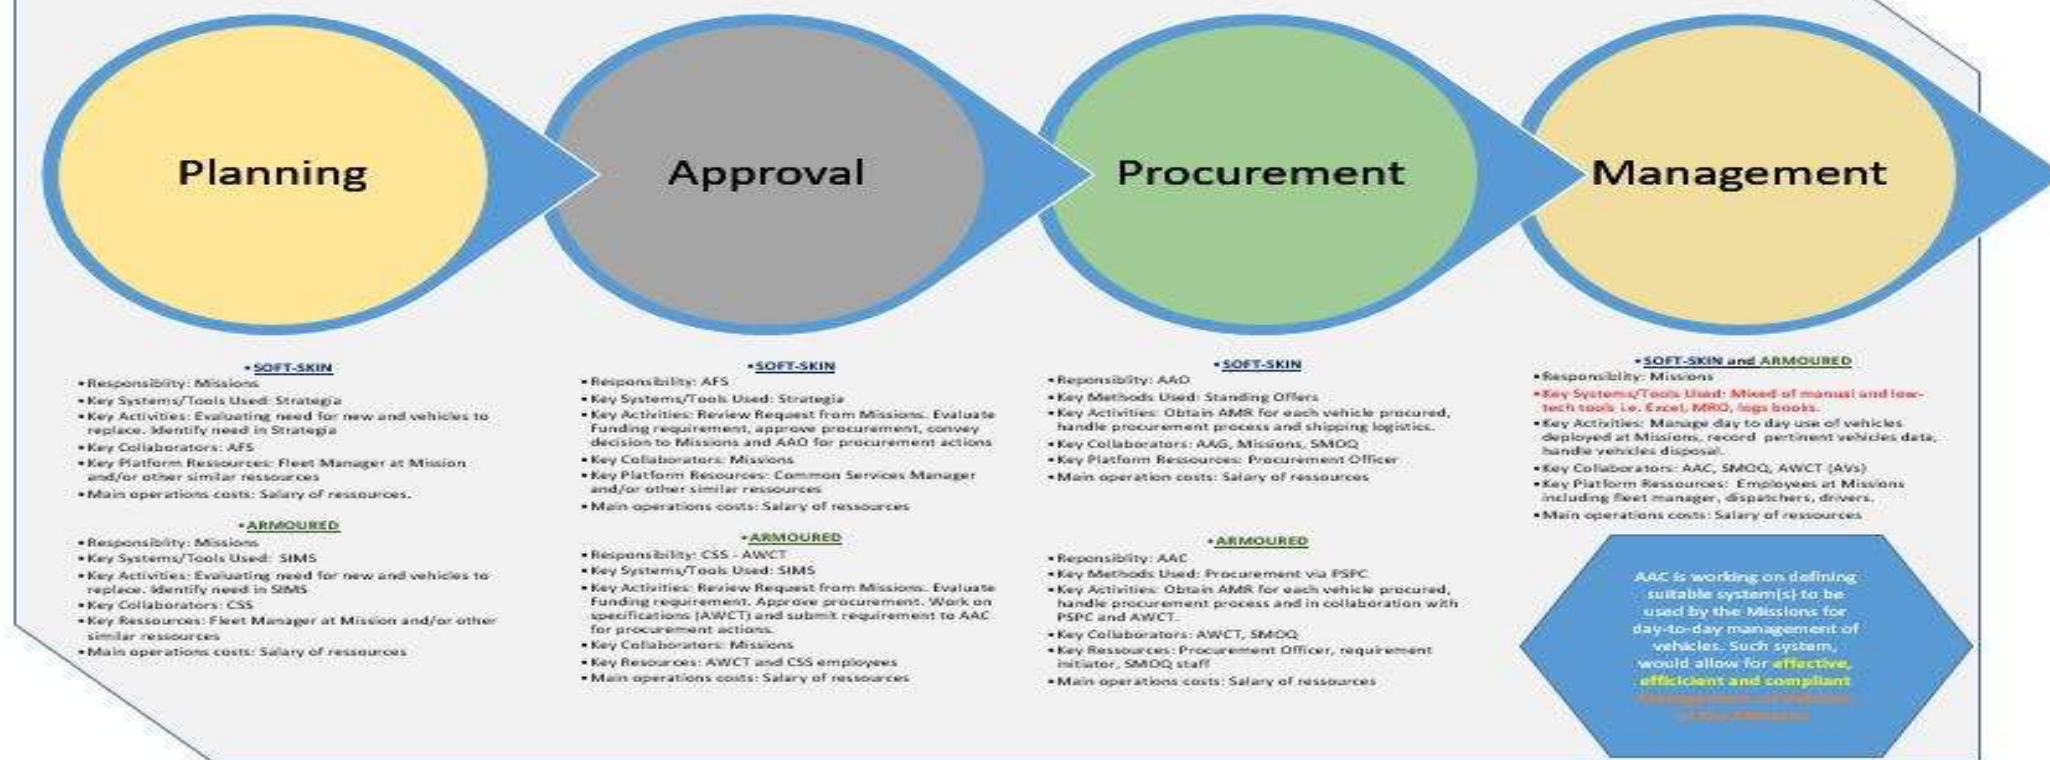 Planning
Approval
Procurement
Management
•SOFT-SKIN
•Responsiblity: Missions
•Key Systems/Tools Used: Strategia
•Key Activities: Evaluating need for new and vehicles to
replace. Identify need in Strategia
•Key Collaborators: AFS
•Key Platform Ressources: Fleet Manager at Mission
and/or other similar ressources
•Main operations costs: Salary of ressources.
•ARMOURED
•Responsiblity: Missions
•Key Systems/Tools Used: SIMS
•Key Activities: Evaluating need for new and vehicles to
replace. Identify need in SIMS
•Key Collaborators: CSS
•Key Ressources: Fleet Manager at Mission and/or other
similar ressources
•Main operations costs: Salary of ressources
•SOFT-SKIN
•Responsibility: AFS
•Key Systems/Tools Used: Strategia
•Key Activities: Review Request from Missions. Evaluate
Funding requirement, approve procurement, convey
decision to Missions and AAO for procurement actions
•Key Collaborators: Missions
•Key Platform Resources: Common Services Manager
and/or other similar ressources
•Main operations costs: Salary of ressources
•ARMOURED
•Responsibility: CSS - AWCT
•Key Systems/Tools Used: SIMS
•Key Activities: Review Request from Missions. Evaluate
Funding requirement. Approve procurement. Work on
specifications (AWCT) and submit requirement to AAC
for procurement actions.
•Key Collaborators: Missions
•Key Resources: AWCT and CSS employees
•Main operations costs: Salary of ressources
•SOFT-SKIN
•Reponsiblity: AAO
•Key Methods Used: Standing Offers
•Key Activities: Obtain AMR for each vehicle procured,
handle procurement process and shipping logistics.
•Key Collaborators: AAG, Missions, SMOQ
•Key Platform Ressources: Procurement Officer
•Main operation costs: Salary of ressources
•ARMOURED
•Reponsiblity: AAC
•Key Methods Used: Procurement via PSPC
•Key Activities: Obtain AMR for each vehicle procured,
handle procurement process and in collaboration with
PSPC and AWCT.
•Key Collaborators: AWCT, SMOQ
•Key Ressources: Procurement Officer, requirement
initiator, SMOQ staff
•Main operations costs: Salary of ressources
•SOFT-SKIN and ARMOURED
•Responsiblity: Missions
•Key Systems/Tools Used: Mixed of manual and low-
tech tools i.e. Excel, MRO, logs books.
•Key Activities: Manage day to day use of vehicles
deployed at Missions, record pertinent vehicles data,
handle vehicles disposal.
•Key Collaborators: AAC, SMOQ, AWCT (AVs)
•Key Platform Ressources: Employees at Missions
including fleet manager, dispatchers, drivers.
•Main operations costs: Salary of ressources
AAC is working on defining
suitable system(s) to be
used by the Missions for
day-to-day management of
vehicles. Such system,
would allow for effective,
efficicient and compliant